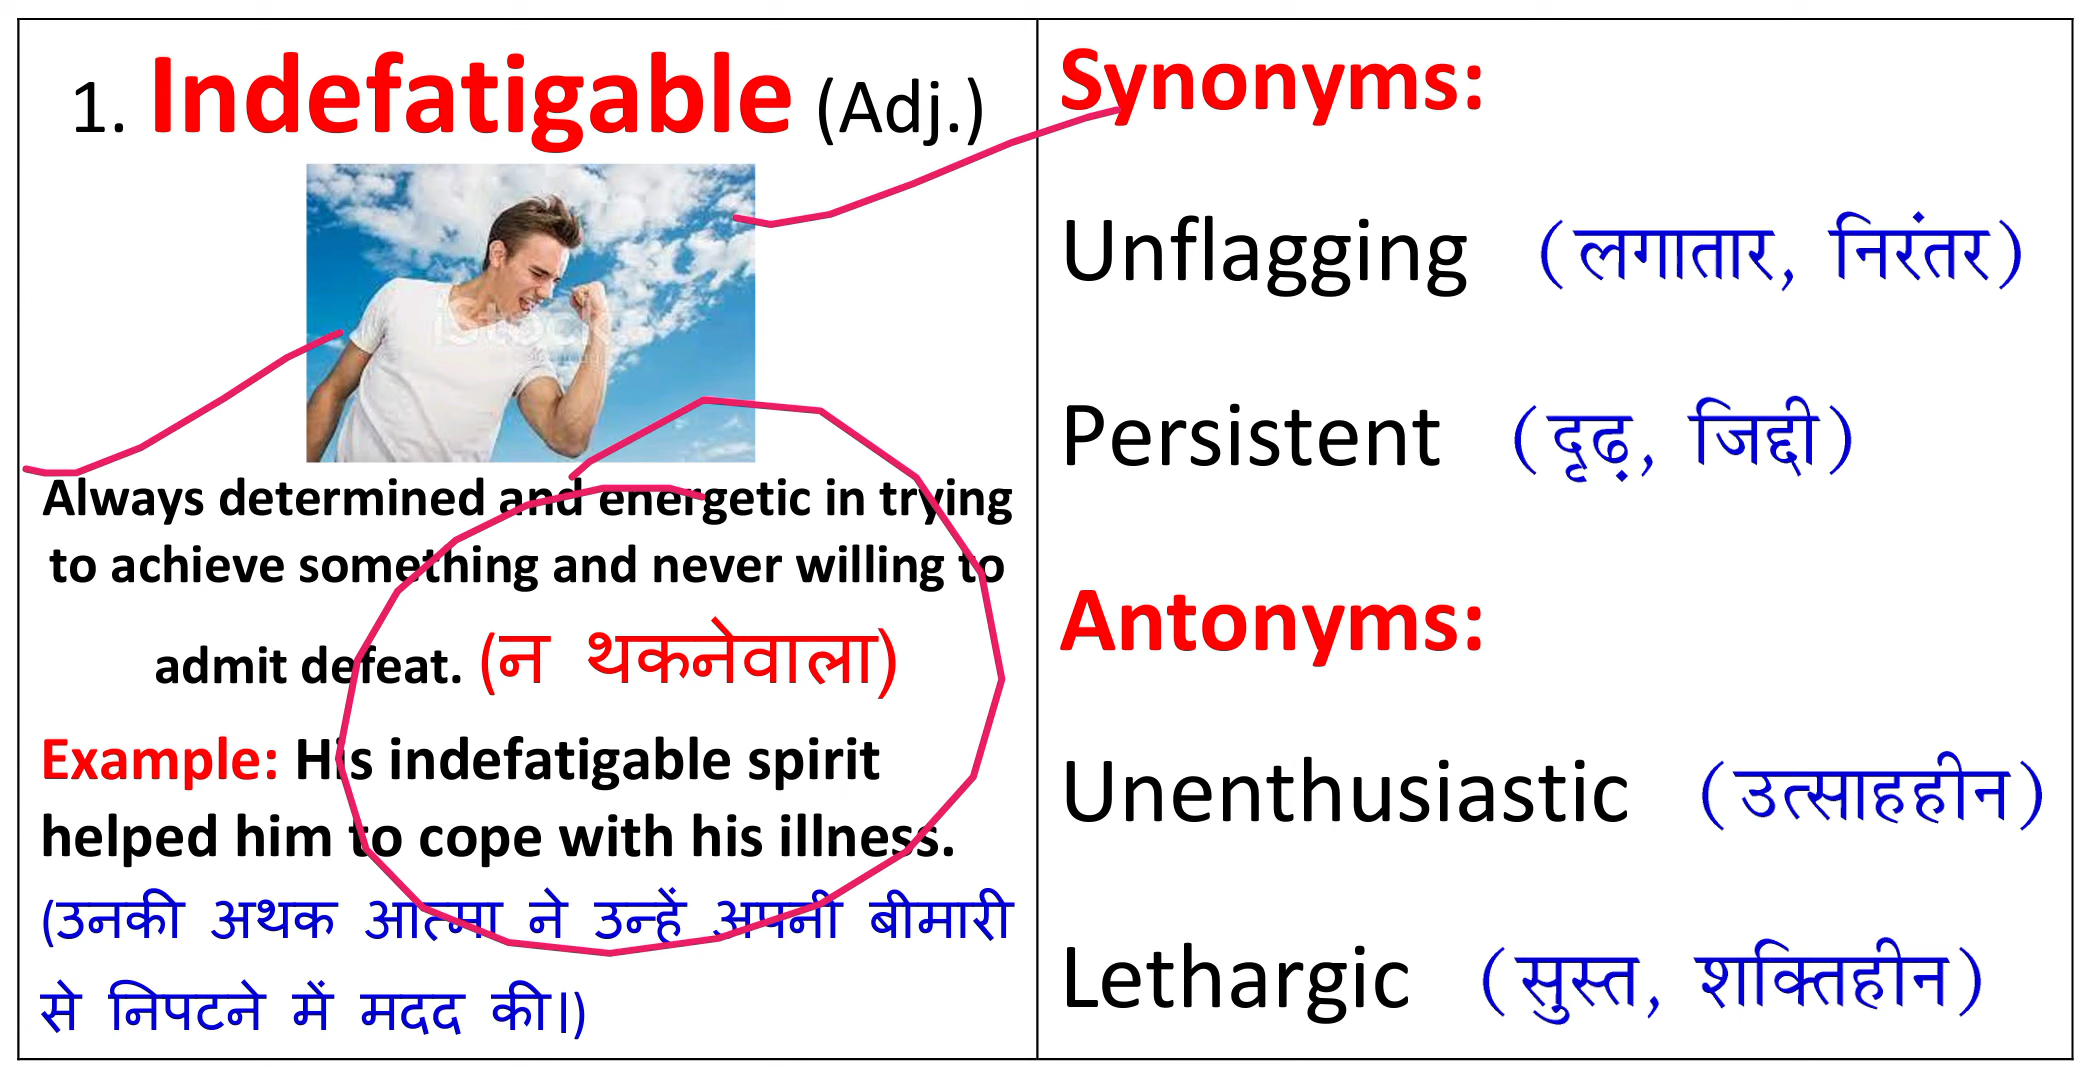 1. Indefatigable (Adj.)
iStock
Always determined and energetic in trying
to achieve something and never willing to
admit defeat. (न थकनेवाला)
Example: His indefatigable spirit
helped him to cope with his illness.
(उनकी अथक आत्मा ने उन्हें अपनी बीमारी
से निपटने में मदद की।)
Synonyms:
Unflagging (लगातार, निरंतर)
Persistent (दृढ़, जिद्दी)
Antonyms:
Unenthusiastic (उत्साहहीन)
Lethargic (सुस्त, शक्तिहीन)